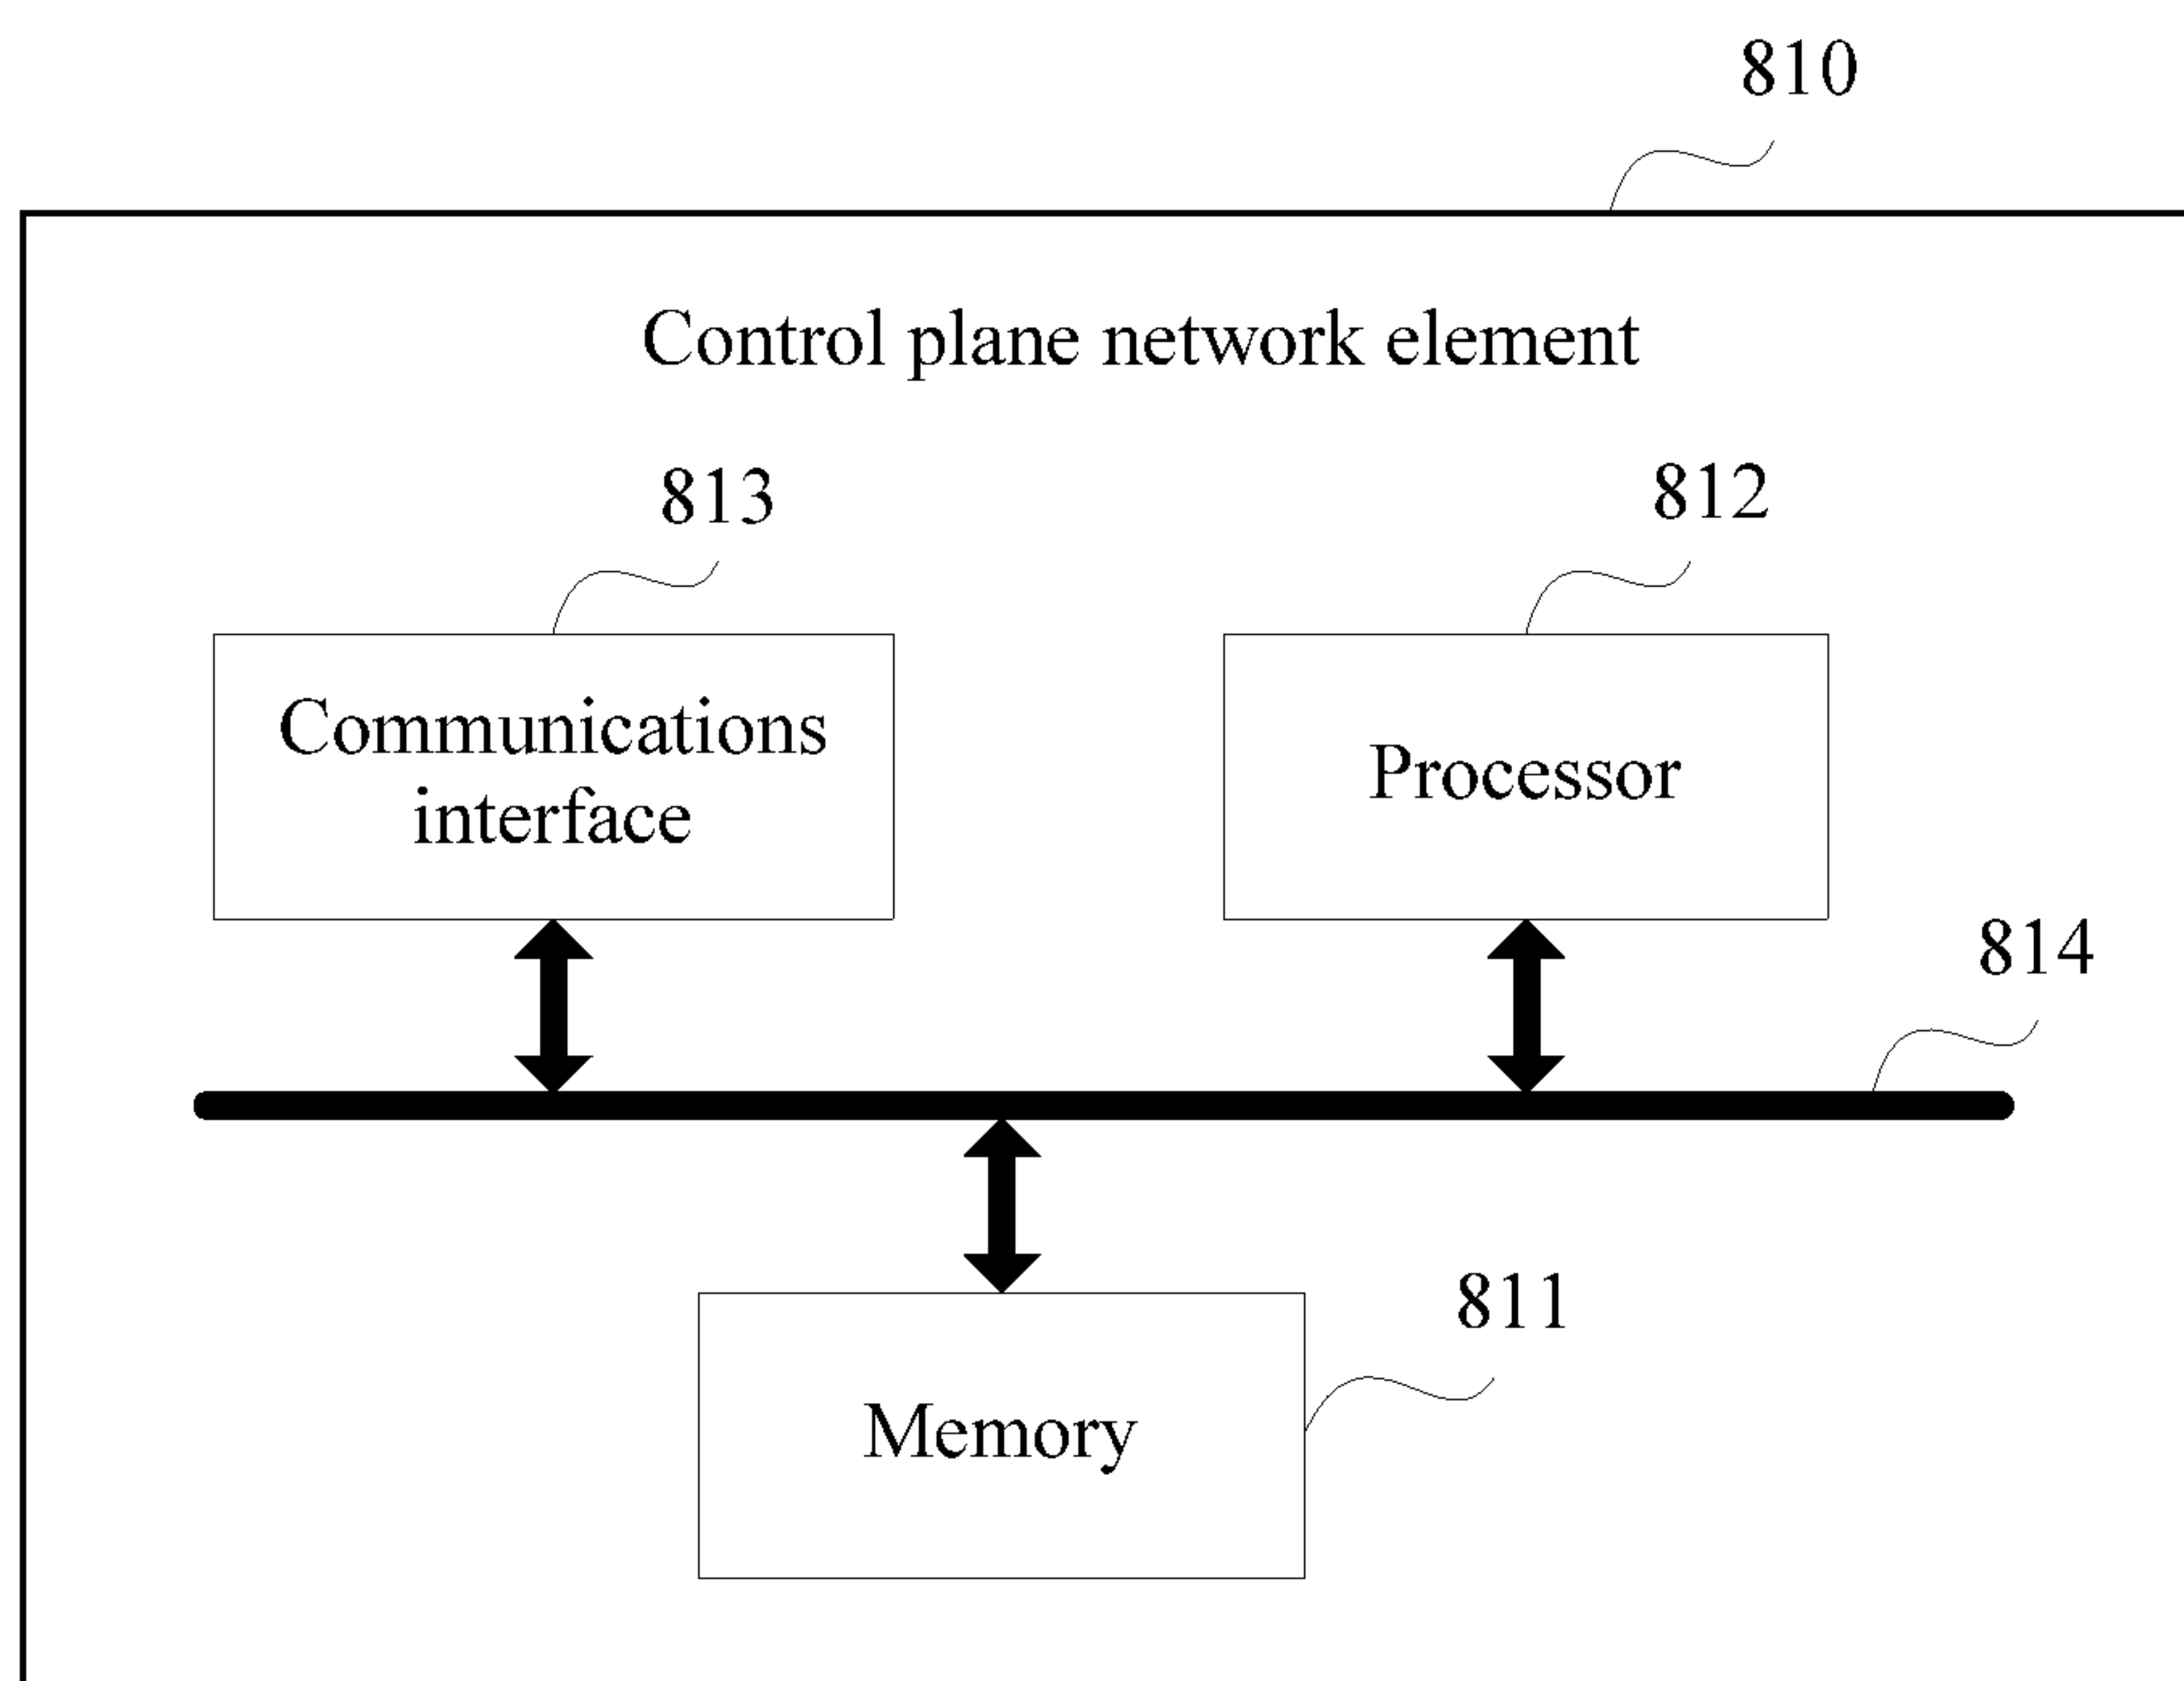 810
Control plane network element
813
812
Communications
interface
Processor
814
811
Memory